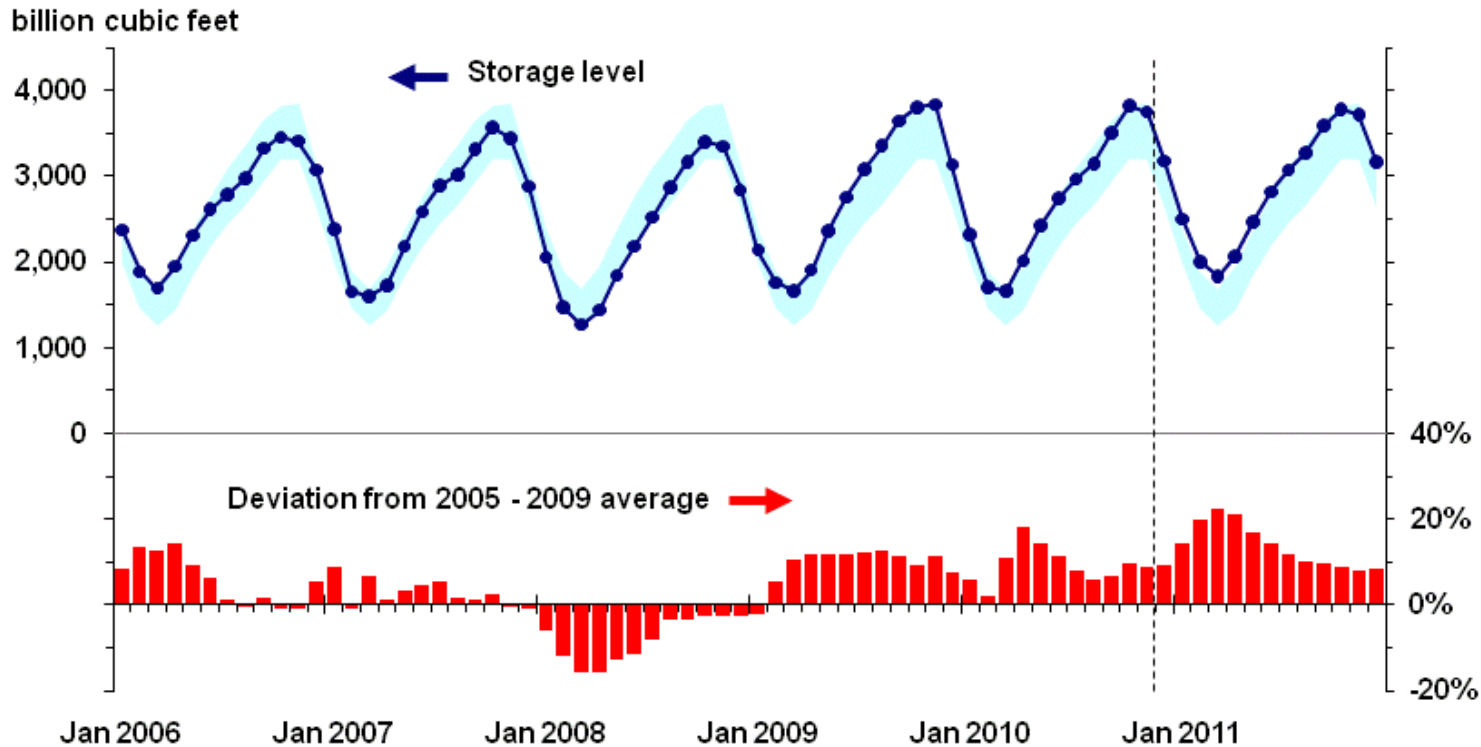 billion cubic feet
Storage level
4,000
3,000
2,000
1,000
0
40%
Deviation from 2005 - 2009 average
20%
0%
-20%
Jan 2006 Jan 2007 Jan 2008 Jan 2009 Jan 2010 Jan 2011